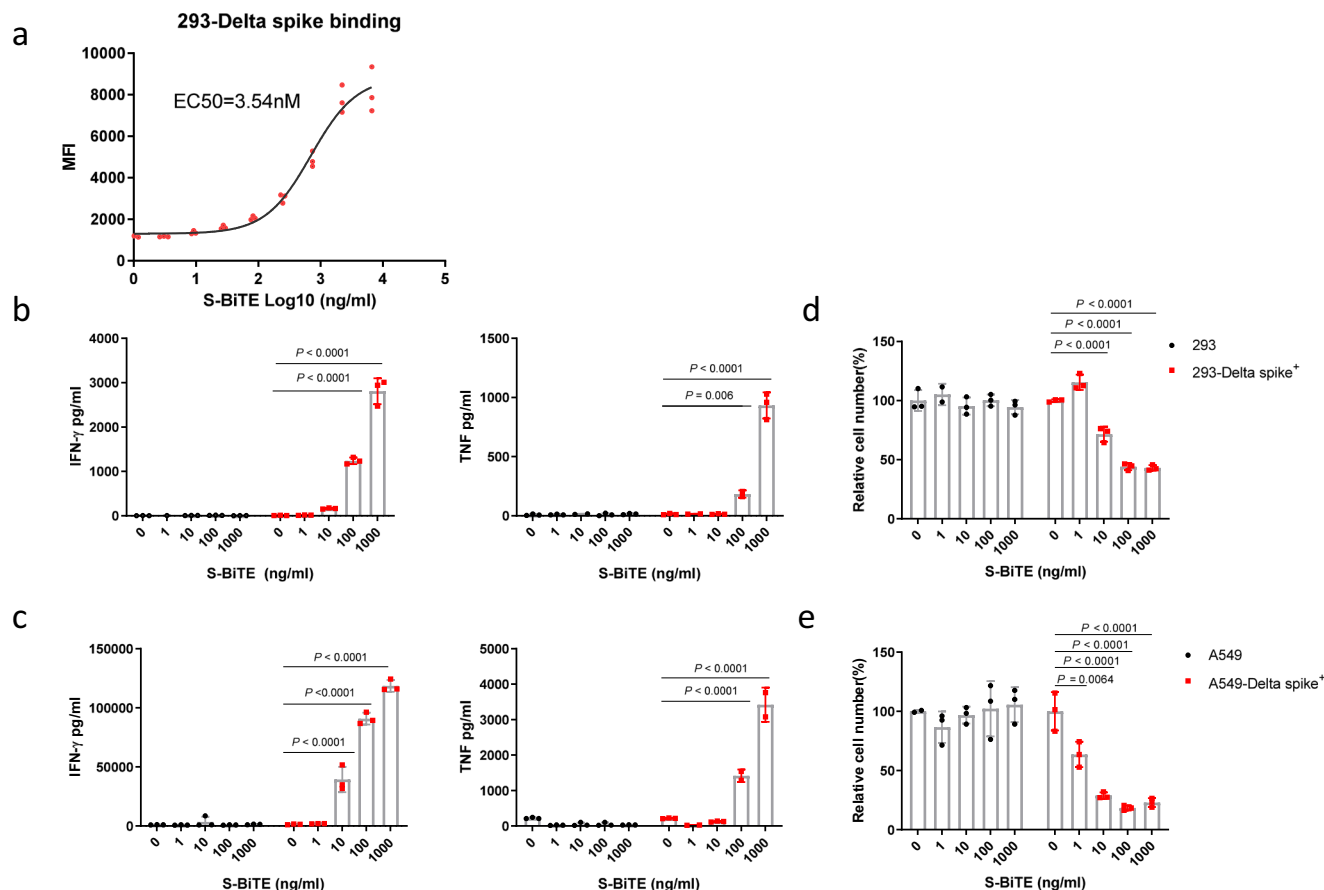 a
293-Delta spike binding
10000
8000
6000
4000
2000
0
MFI
EC50=3.54nM
0 1 2 3 4 5
S-BiTE Log10 (ng/ml)
b
4000
3000
2000
1000
0
IFN-γ pg/ml
P < 0.0001
P < 0.0001
0 1 10 100 1000 0 1 10 100 1000
S-BiTE (ng/ml)
1500
1000
500
0
TNF pg/ml
P < 0.0001
P = 0.006
0 1 10 100 1000 0 1 10 100 1000
S-BiTE (ng/ml)
d
150
100
50
0
Relative cell number(%)
P < 0.0001
P < 0.0001
P < 0.0001
0 1 10 100 1000 0 1 10 100 1000
S-BiTE (ng/ml)
293
293-Delta spike+
c
150000
100000
50000
0
IFN-γ pg/ml
P < 0.0001
P <0.0001
P < 0.0001
0 1 10 100 1000 0 1 10 100 1000
S-BiTE (ng/ml)
5000
4000
3000
2000
1000
0
TNF pg/ml
P < 0.0001
P < 0.0001
0 1 10 100 1000 0 1 10 100 1000
S-BiTE (ng/ml)
e
150
100
50
0
Relative cell number(%)
P < 0.0001
P < 0.0001
P < 0.0001
P = 0.0064
0 1 10 100 1000 0 1 10 100 1000
S-BiTE (ng/ml)
A549
A549-Delta spike+